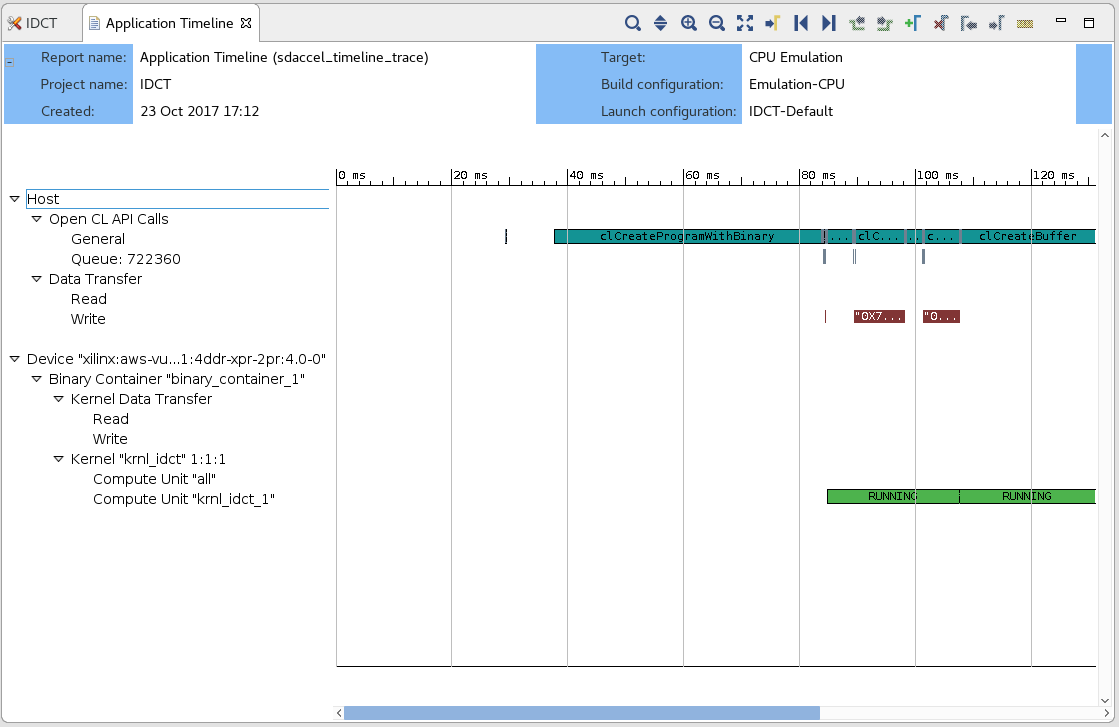 IDCT
Application Timeline
Report name: Application Timeline (sdaccel_timeline_trace) Target: CPU Emulation
Project name: IDCT Build configuration: Emulation-CPU
Created: 23 Oct 2017 17:12 Launch configuration: IDCT-Default
0 ms 20 ms 40 ms 60 ms 80 ms 100 ms 120 ms
Host
Open CL API Calls
General clCreateProgramWithBinary ... clC... .. c... clCreateBuffer
Queue: 722360
Data Transfer
Read
Write "0X7... "0...
Device "xilinx:aws-vu...1:4ddr-xpr-2pr:4.0-0"
Binary Container "binary_container_1"
Kernel Data Transfer
Read
Write
Kernel "krnl_idct" 1:1:1
Compute Unit "all"
Compute Unit "krnl_idct_1" RUNNING RUNNING